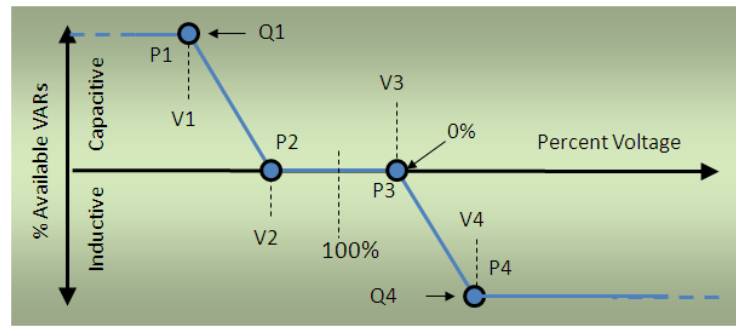 Q1
P1
V1
V3
P2
0%
Percent Voltage
P3
V2
100%
V4
P4
Q4
% Available VARs
Capacitive
Inductive